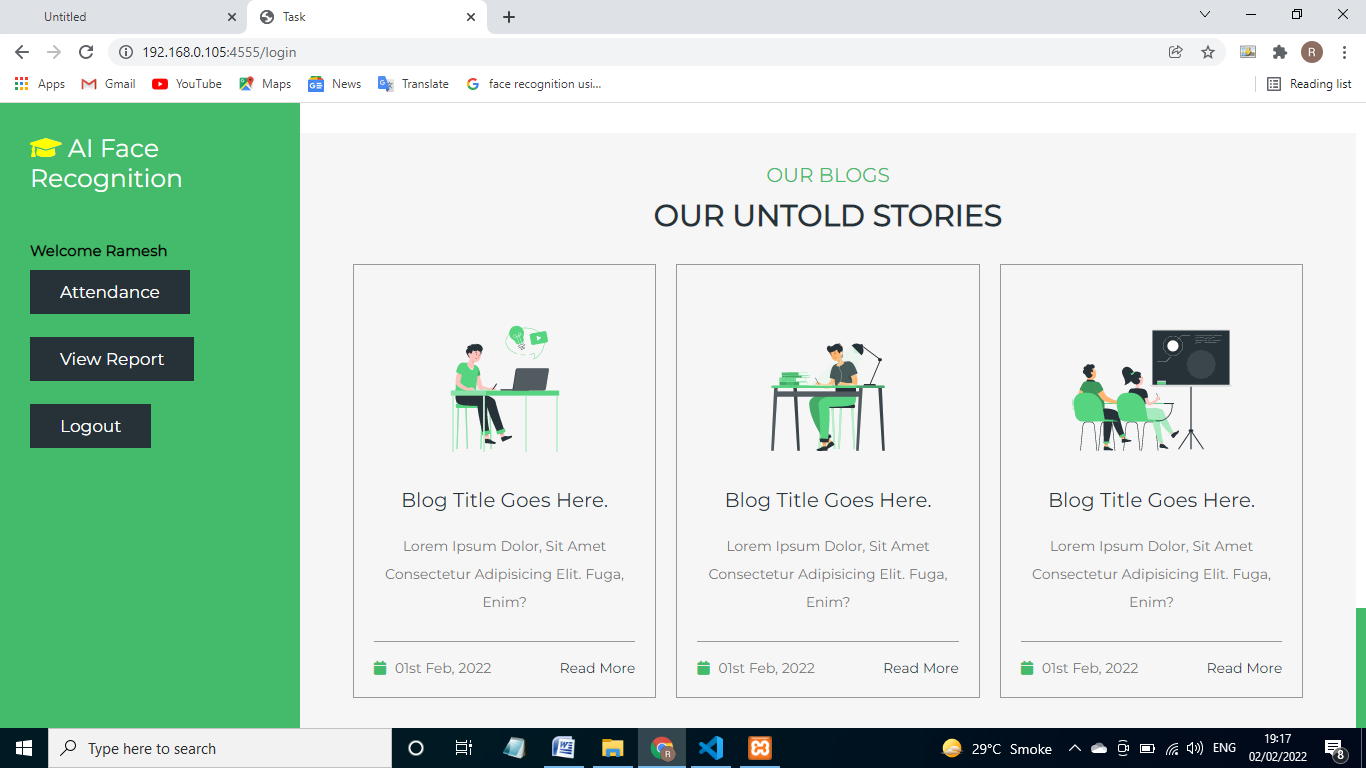 Untitled
Task
192.168.0.105:4555/login
R
Apps
Gmail
YouTube
Maps
News
Translate
face recognition usi...
Reading list
AI Face
Recognition
Welcome Ramesh
Attendance
View Report
Logout
OUR BLOGS
OUR UNTOLD STORIES
Blog Title Goes Here.
Lorem Ipsum Dolor, Sit Amet
Consectetur Adipisicing Elit. Fuga,
Enim?
01st Feb, 2022 Read More
Blog Title Goes Here.
Lorem Ipsum Dolor, Sit Amet
Consectetur Adipisicing Elit. Fuga,
Enim?
01st Feb, 2022 Read More
Blog Title Goes Here.
Lorem Ipsum Dolor, Sit Amet
Consectetur Adipisicing Elit. Fuga,
Enim?
01st Feb, 2022 Read More
Type here to search
29°C Smoke
ENG
19:17
02/02/2022
8